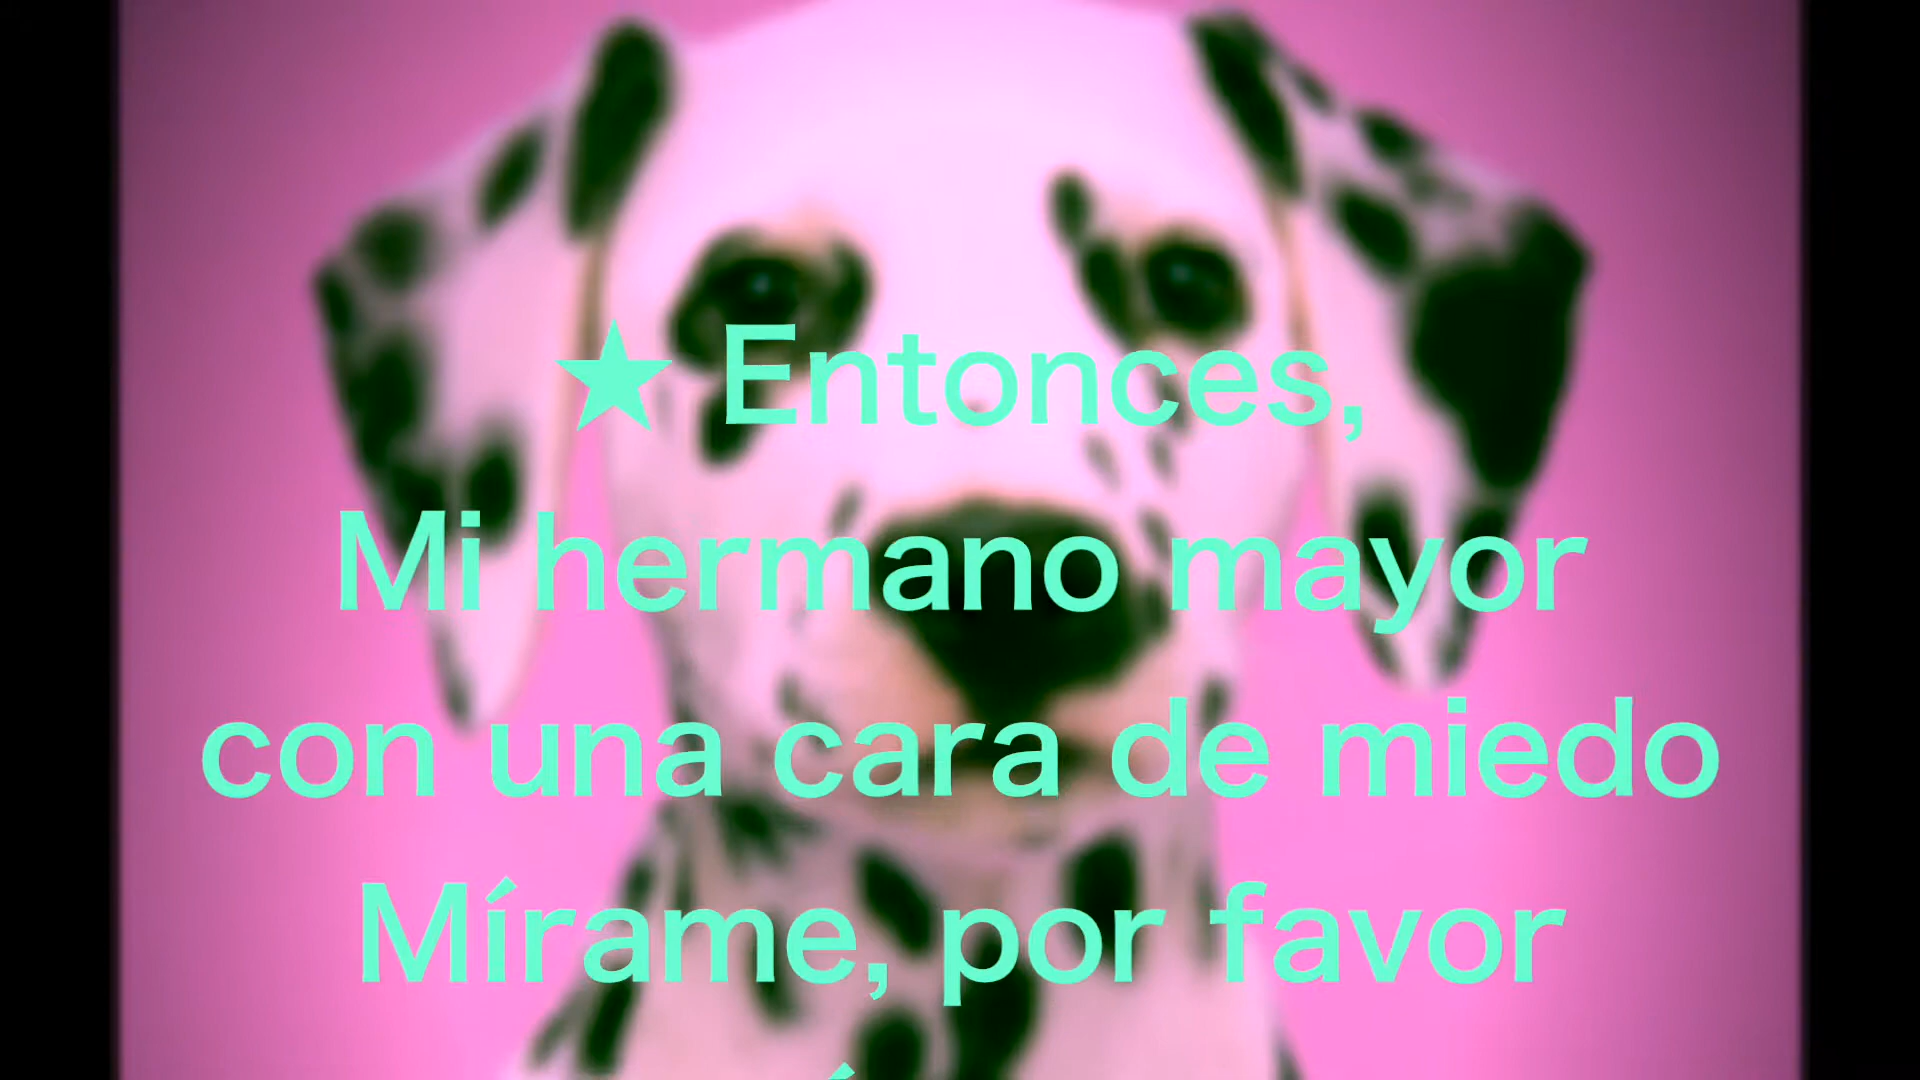 ★ Entonces,
Mi hermano mayor
con una cara de miedo
Mírame, por favor